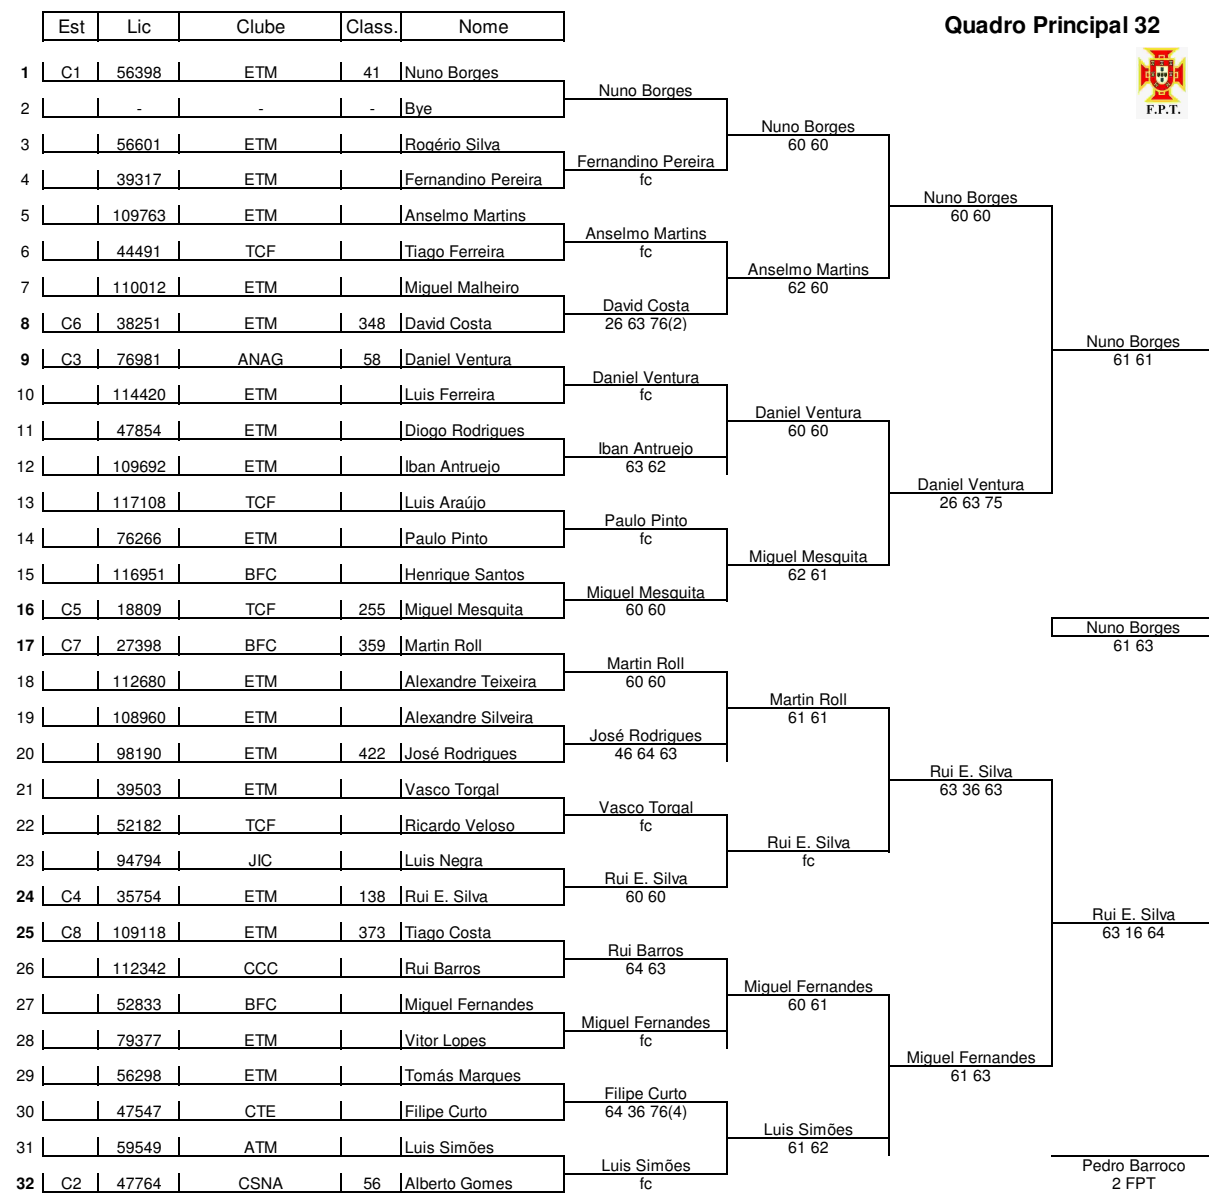 Est Lic Clube Class. Nome
Quadro Principal 32
F.P.T.
1 C1 56398 ETM 41 Nuno Borges
Nuno Borges
2 - - - Bye
Nuno Borges
60 60
3 56601 ETM Rogério Silva
Fernandino Pereira
fc
4 39317 ETM Fernandino Pereira
Nuno Borges
60 60
5 109763 ETM Anselmo Martins
Anselmo Martins
fc
6 44491 TCF Tiago Ferreira
Anselmo Martins
62 60
7 110012 ETM Miguel Malheiro
David Costa
26 63 76(2)
8 C6 38251 ETM 348 David Costa
Nuno Borges
61 61
9 C3 76981 ANAG 58 Daniel Ventura
Daniel Ventura
fc
10 114420 ETM Luis Ferreira
Daniel Ventura
60 60
11 47854 ETM Diogo Rodrigues
Iban Antruejo
63 62
12 109692 ETM Iban Antruejo
Daniel Ventura
26 63 75
13 117108 TCF Luis Araújo
Paulo Pinto
fc
14 76266 ETM Paulo Pinto
Miguel Mesquita
62 61
15 116951 BFC Henrique Santos
Miguel Mesquita
60 60
16 C5 18809 TCF 255 Miguel Mesquita
Nuno Borges
61 63
17 C7 27398 BFC 359 Martin Roll
Martin Roll
60 60
18 112680 ETM Alexandre Teixeira
Martin Roll
61 61
19 108960 ETM Alexandre Silveira
José Rodrigues
46 64 63
20 98190 ETM 422 José Rodrigues
Rui E. Silva
63 36 63
21 39503 ETM Vasco Torgal
Vasco Torgal
fc
22 52182 TCF Ricardo Veloso
Rui E. Silva
fc
23 94794 JIC Luis Negra
Rui E. Silva
60 60
24 C4 35754 ETM 138 Rui E. Silva
Rui E. Silva
63 16 64
25 C8 109118 ETM 373 Tiago Costa
Rui Barros
64 63
26 112342 CCC Rui Barros
Miguel Fernandes
60 61
27 52833 BFC Miguel Fernandes
Miguel Fernandes
fc
28 79377 ETM Vitor Lopes
Miguel Fernandes
61 63
29 56298 ETM Tomás Marques
Filipe Curto
64 36 76(4)
30 47547 CTE Filipe Curto
Luis Simões
61 62
31 59549 ATM Luis Simões
Luis Simões
fc
32 C2 47764 CSNA 56 Alberto Gomes
Pedro Barroco
2 FPT